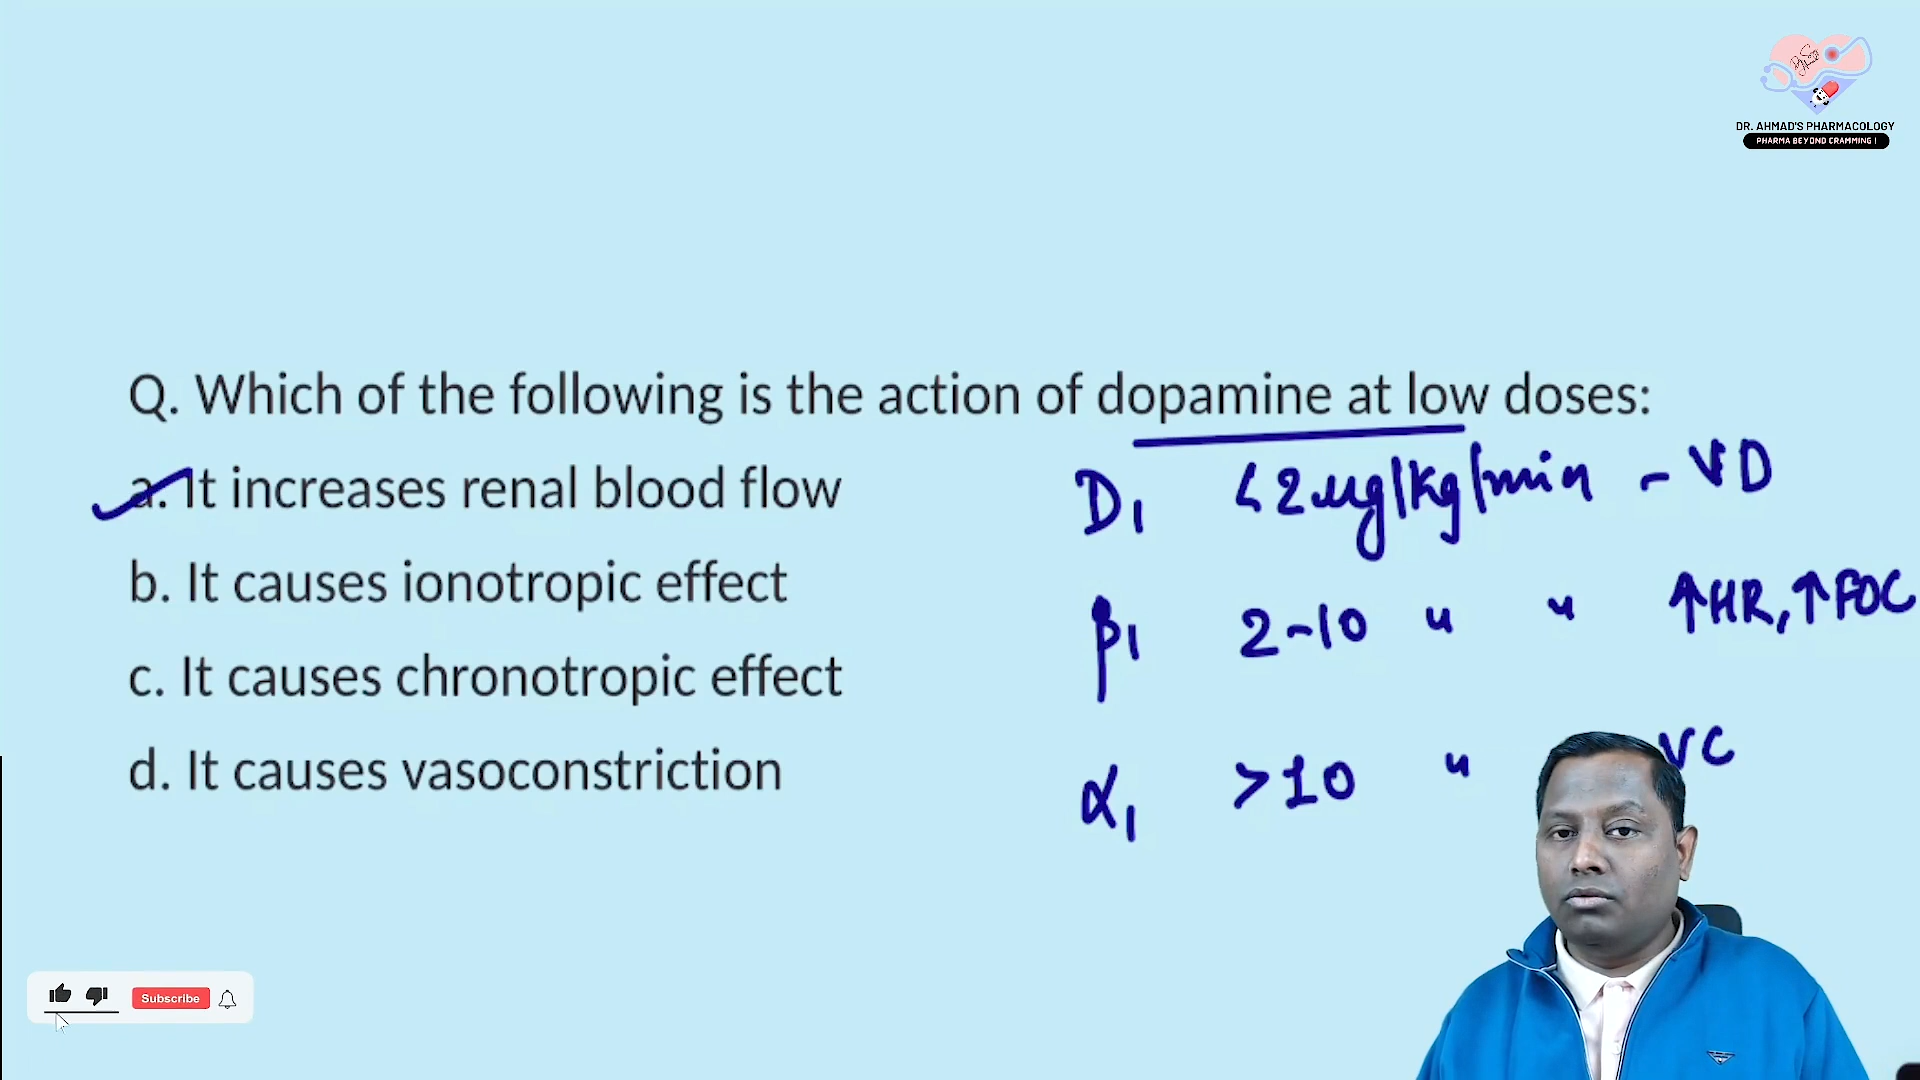 DR. AHMAD'S PHARMACOLOGY
PHARMA BEYOND CRAMMING !
Q. Which of the following is the action of dopamine at low doses:
a. It increases renal blood flow
D1 <2 μg/kg/min - VD
b. It causes ionotropic effect
β1 2-10 " " ↑HR, ↑FOC
c. It causes chronotropic effect
d. It causes vasoconstriction
α1 >10 " VC
Subscribe